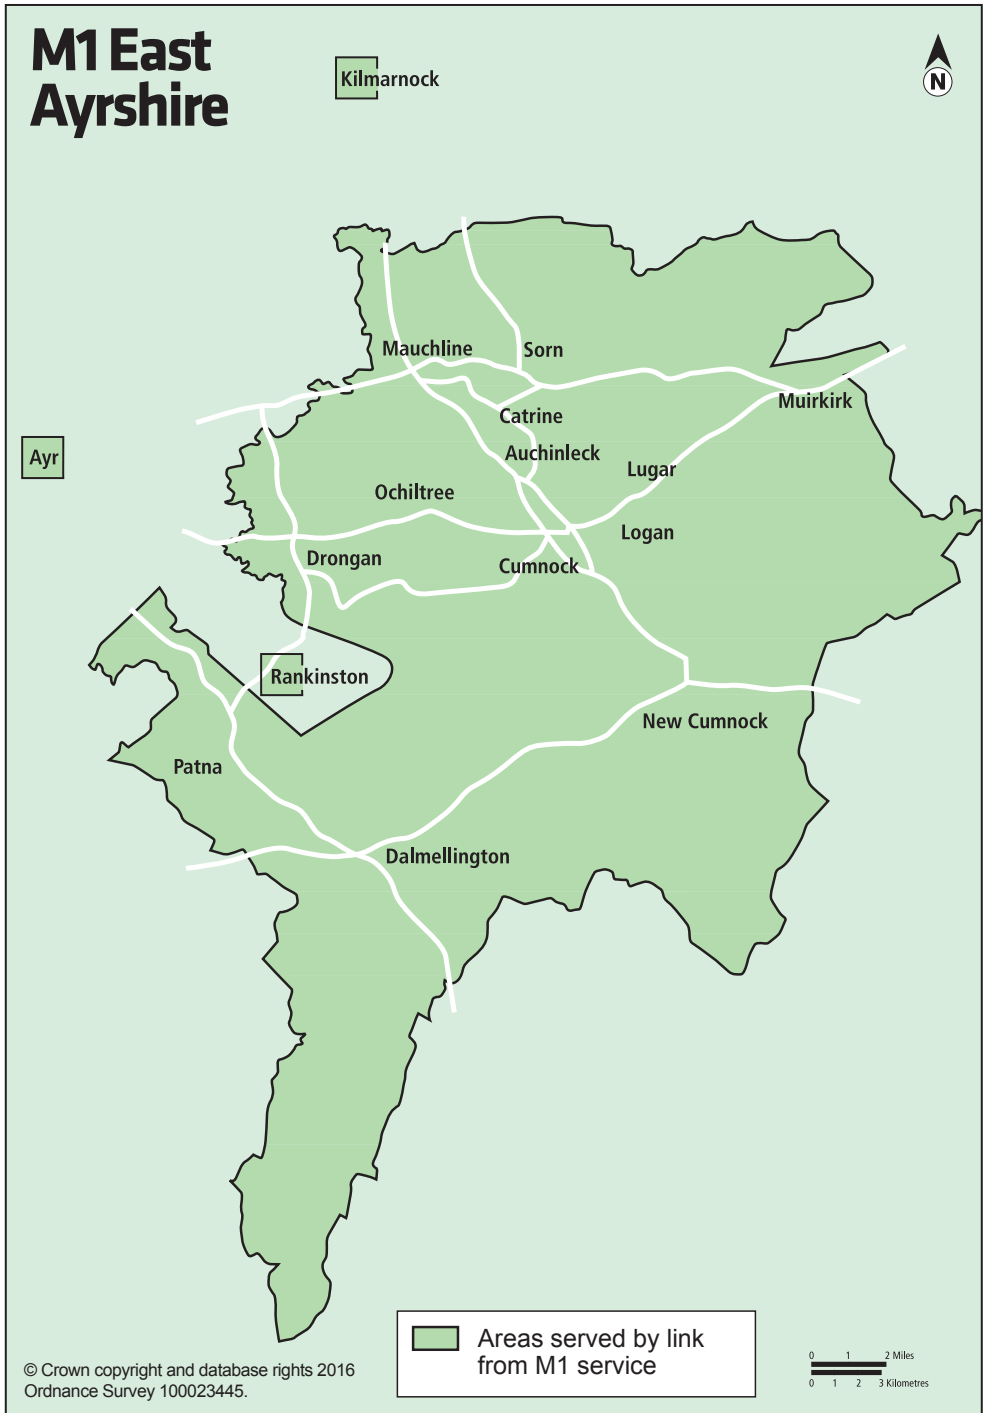 M1 East
Ayrshire
Kilmarnock
N
Mauchline
Sorn
Muirkirk
Catrine
Ayr
Auchinleck
Lugar
Ochiltree
Logan
Drongan
Cumnock
Rankinston
New Cumnock
Patna
Dalmellington
Areas served by link
from M1 service
© Crown copyright and database rights 2016
Ordnance Survey 100023445.
0 1 2 Miles
0 1 2 3 Kilometres